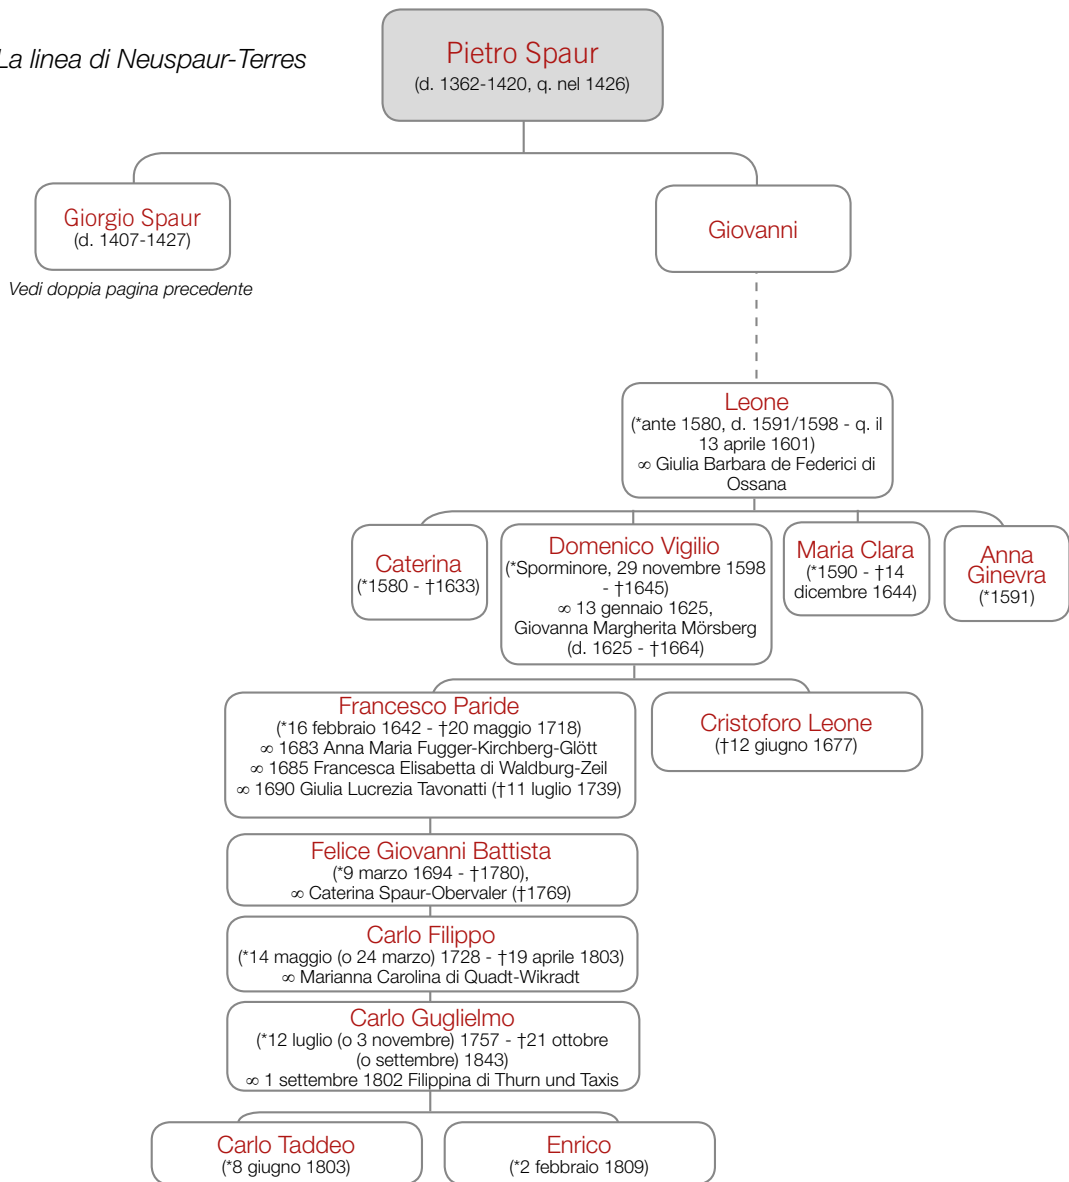 La linea di Neuspaur-Terres
Pietro Spaur
(d. 1362-1420, q. nel 1426)
Giorgio Spaur
(d. 1407-1427)
Vedi doppia pagina precedente
Giovanni
Leone
(*ante 1580, d. 1591/1598 - q. il
13 aprile 1601)
∞ Giulia Barbara de Federici di
Ossana
Caterina
(*1580 - †1633)
Domenico Vigilio
(*Sporminore, 29 novembre 1598
- †1645)
∞ 13 gennaio 1625,
Giovanna Margherita Mörsberg
(d. 1625 - †1664)
Maria Clara
(*1590 - †14
dicembre 1644)
Anna
Ginevra
(*1591)
Francesco Paride
(*16 febbraio 1642 - †20 maggio 1718)
∞ 1683 Anna Maria Fugger-Kirchberg-Glött
∞ 1685 Francesca Elisabetta di Waldburg-Zeil
∞ 1690 Giulia Lucrezia Tavonatti (†11 luglio 1739)
Cristoforo Leone
(†12 giugno 1677)
Felice Giovanni Battista
(*9 marzo 1694 - †1780),
∞ Caterina Spaur-Obervaler (†1769)
Carlo Filippo
(*14 maggio (o 24 marzo) 1728 - †19 aprile 1803)
∞ Marianna Carolina di Quadt-Wikradt
Carlo Guglielmo
(*12 luglio (o 3 novembre) 1757 - †21 ottobre
(o settembre) 1843)
∞ 1 settembre 1802 Filippina di Thurn und Taxis
Carlo Taddeo
(*8 giugno 1803)
Enrico
(*2 febbraio 1809)